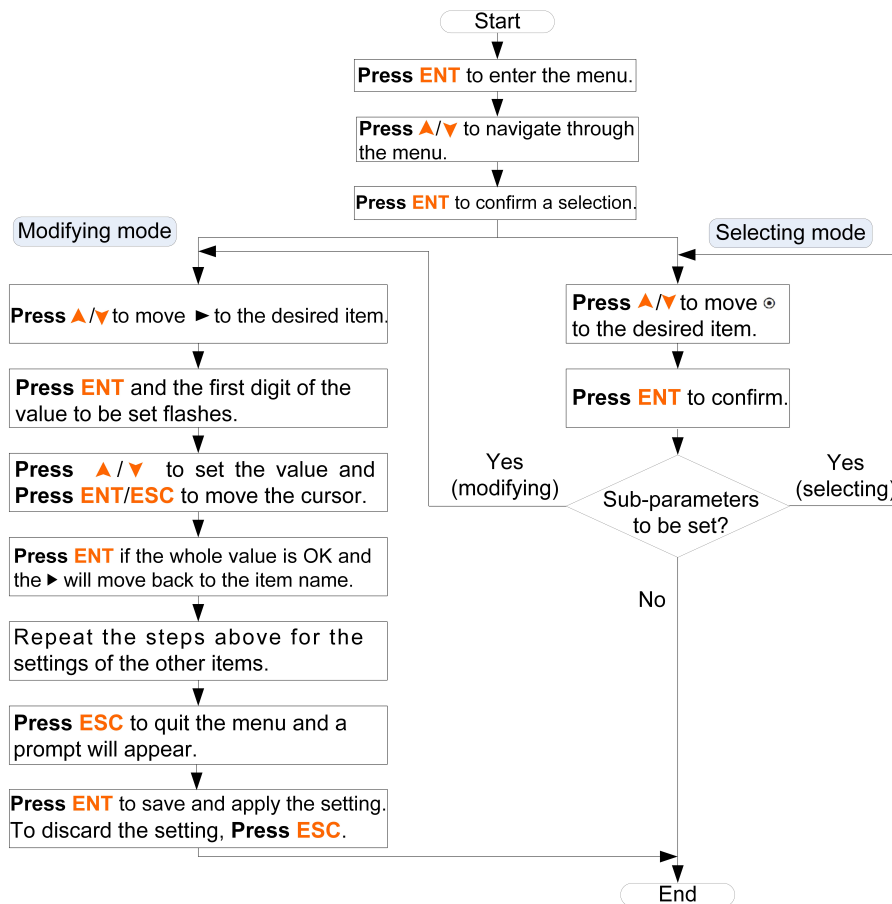 Start
Press ENT to enter the menu.
Press ▲/▼ to navigate through
the menu.
Press ENT to confirm a selection.
Modifying mode
Press ▲/▼ to move ► to the desired item.
Press ENT and the first digit of the
value to be set flashes.
Press ▲/▼ to set the value and
Press ENT/ESC to move the cursor.
Press ENT if the whole value is OK and
the ► will move back to the item name.
Repeat the steps above for the
settings of the other items.
Press ESC to quit the menu and a
prompt will appear.
Press ENT to save and apply the setting.
To discard the setting, Press ESC.
Selecting mode
Press ▲/▼ to move ⦿
to the desired item.
Press ENT to confirm.
Yes
(modifying)
Sub-parameters
to be set?
Yes
(selecting)
No
End